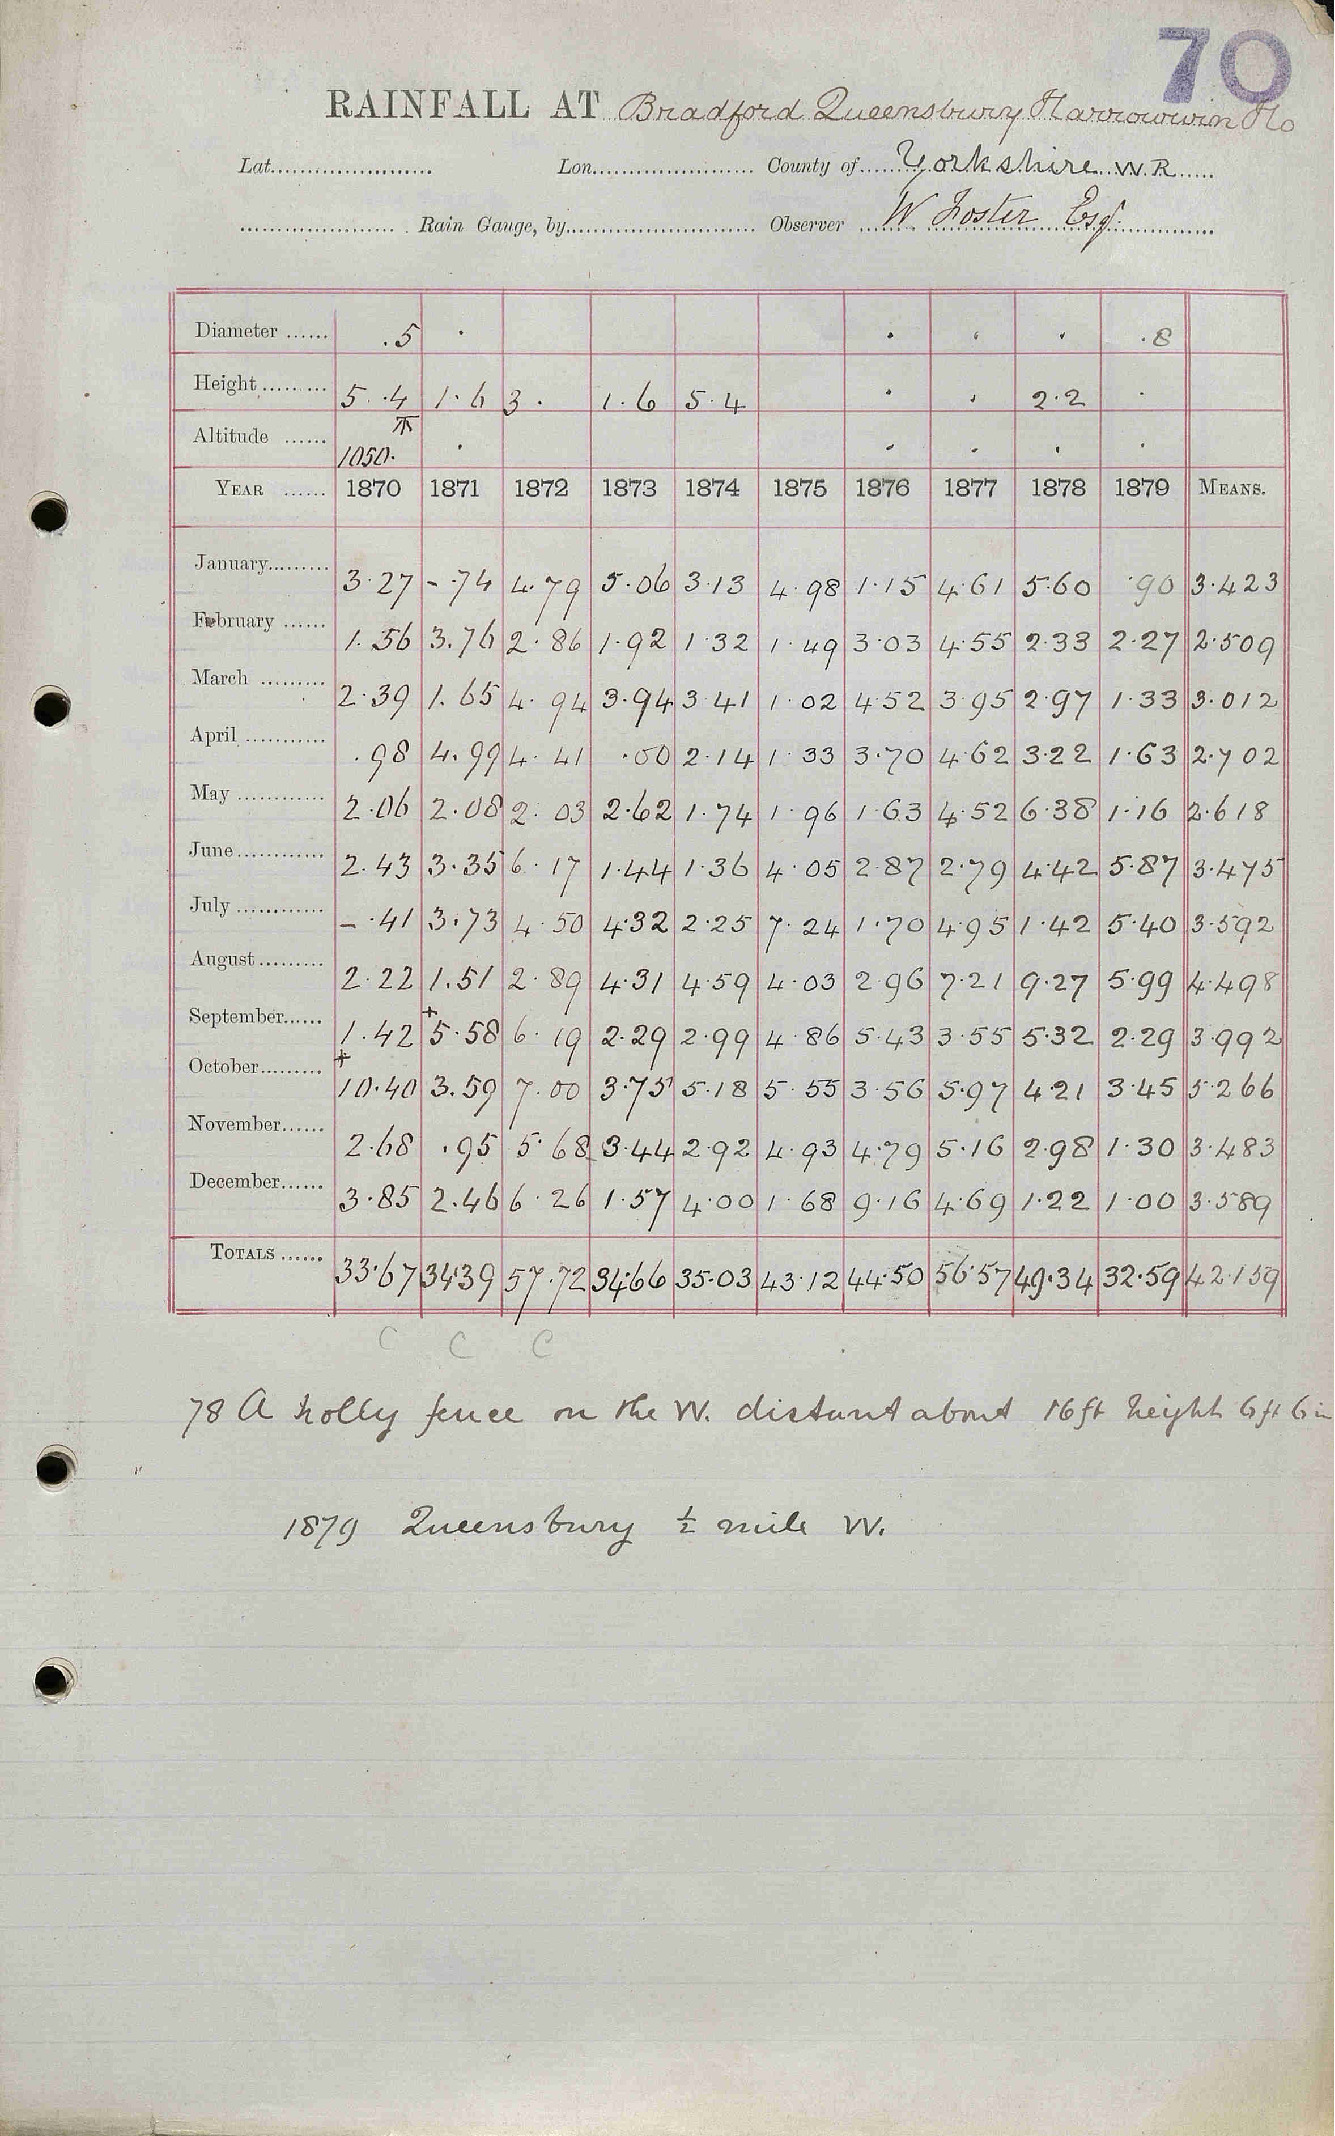 70
RAINFALL AT Bradford Queensbury Harrowwin Ho
Lat. Lon. County of Yorkshire W.R
Rain Gauge, by Observer W Foster Esq.
Diameter .5 · · · · · .8
Height 5·4 1·6 3· 1·6 5·4 · · 2·2 ·
Altitude 1050· · · · · ·
YEAR 1870 1871 1872 1873 1874 1875 1876 1877 1878 1879 MEANS.
January 3·27 -·74 4·79 5·06 3·13 4·98 1·15 4·61 5·60 ·90 3·423
February 1·56 3.76 2·86 1·92 1·32 1·49 3·03 4·55 2·33 2·27 2·509
March 2·39 1.65 4·94 3·94 3·41 1·02 4·52 3·95 2·97 1·33 3·012
April ·98 4.99 4·41 ·00 2·14 1·33 3·70 4·62 3·22 1·63 2·702
May 2·06 2·08 2·03 2·62 1·74 1·96 1·63 4·52 6·38 1·16 2·618
June 2·43 3·35 6·17 1·44 1·36 4·05 2·87 2·79 4·42 5·87 3·475
July -·41 3·73 4·50 4·32 2·25 7·24 1·70 4·95 1·42 5·40 3·592
August 2·22 1.51 2·89 4·31 4·59 4·03 2·96 7·21 9·27 5·99 4·498
September 1·42 +5·58 6·19 2·29 2·99 4·86 5·43 3·55 5·32 2·29 3·992
October +10·40 3.59 7·00 3·75 5·18 5·55 3·56 5·97 4·21 3·45 5·266
November 2·68 ·95 5·68 3·44 2·92 4·93 4·79 5·16 2·98 1·30 3·483
December 3·85 2.46 6·26 1·57 4·00 1·68 9·16 4·69 1·22 1·00 3·589
TOTALS 33·67 34·39 57·72 34·66 35·03 43·12 44·50 56·57 49·34 32·59 42·159
C C C
78 A holly fence on the W. distant about 16 ft height 6 ft 6 in
1879 Queensbury ½ mile W.